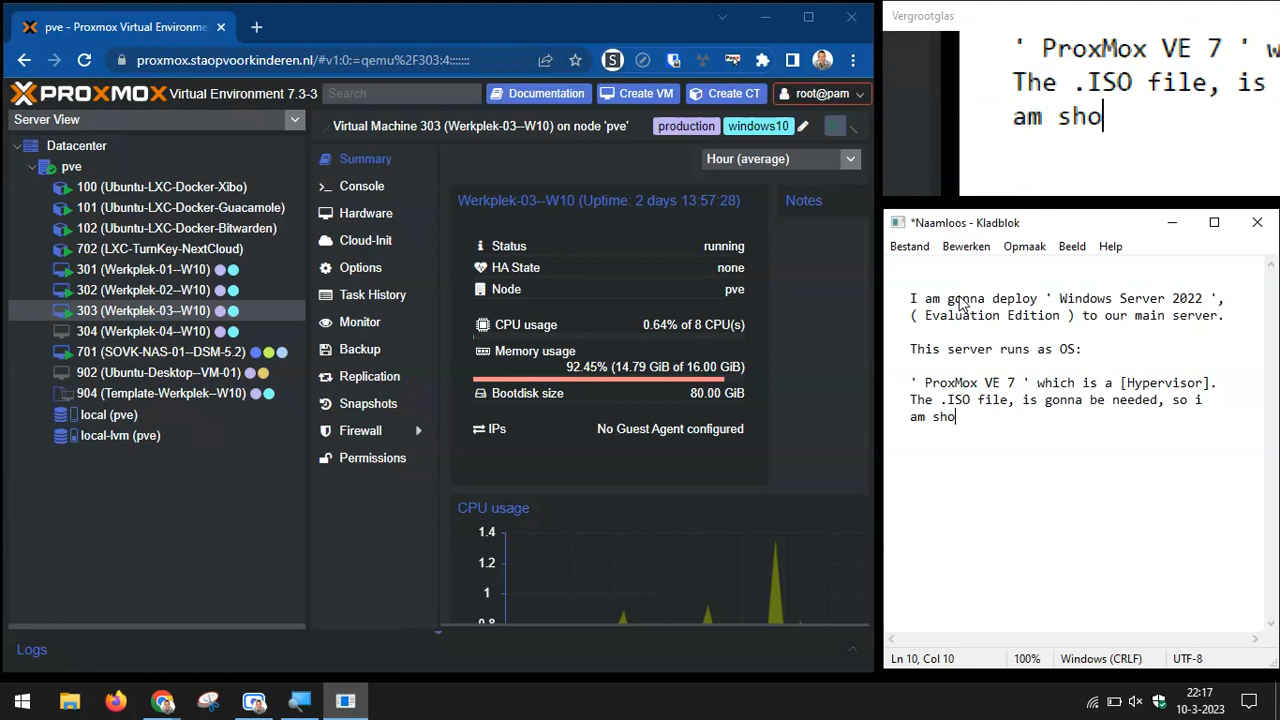 pve - Proxmox Virtual Environme
proxmox.staopvoorkinderen.nl/#v1:0:=qemu%2F303:4:::::::
PROXMOX Virtual Environment 7.3-3
Search
Documentation
Create VM
Create CT
root@pam
Server View
Datacenter
pve
100 (Ubuntu-LXC-Docker-Xibo)
101 (Ubuntu-LXC-Docker-Guacamole)
102 (Ubuntu-LXC-Docker-Bitwarden)
702 (LXC-TurnKey-NextCloud)
301 (Werkplek-01--W10)
302 (Werkplek-02--W10)
303 (Werkplek-03--W10)
304 (Werkplek-04--W10)
701 (SOVK-NAS-01--DSM-5.2)
902 (Ubuntu-Desktop--VM-01)
904 (Template-Werkplek--W10)
local (pve)
local-lvm (pve)
Logs
Virtual Machine 303 (Werkplek-03--W10) on node 'pve'
production
windows10
Summary
Console
Hardware
Cloud-Init
Options
Task History
Monitor
Backup
Replication
Snapshots
Firewall
Permissions
Hour (average)
Werkplek-03--W10 (Uptime: 2 days 13:57:28)
Notes
Status running
HA State none
Node pve
CPU usage 0.64% of 8 CPU(s)
Memory usage
92.45% (14.79 GiB of 16.00 GiB)
Bootdisk size 80.00 GiB
IPs No Guest Agent configured
CPU usage
1.4
1.2
1
0.8
Vergrootglas
' ProxMox VE 7 ' w
The .ISO file, is
am sho
*Naamloos - Kladblok
Bestand Bewerken Opmaak Beeld Help
I am gonna deploy ' Windows Server 2022 ',
( Evaluation Edition ) to our main server.
This server runs as OS:
' ProxMox VE 7 ' which is a [Hypervisor].
The .ISO file, is gonna be needed, so i
am sho
Ln 10, Col 10 100% Windows (CRLF) UTF-8
22:17
10-3-2023